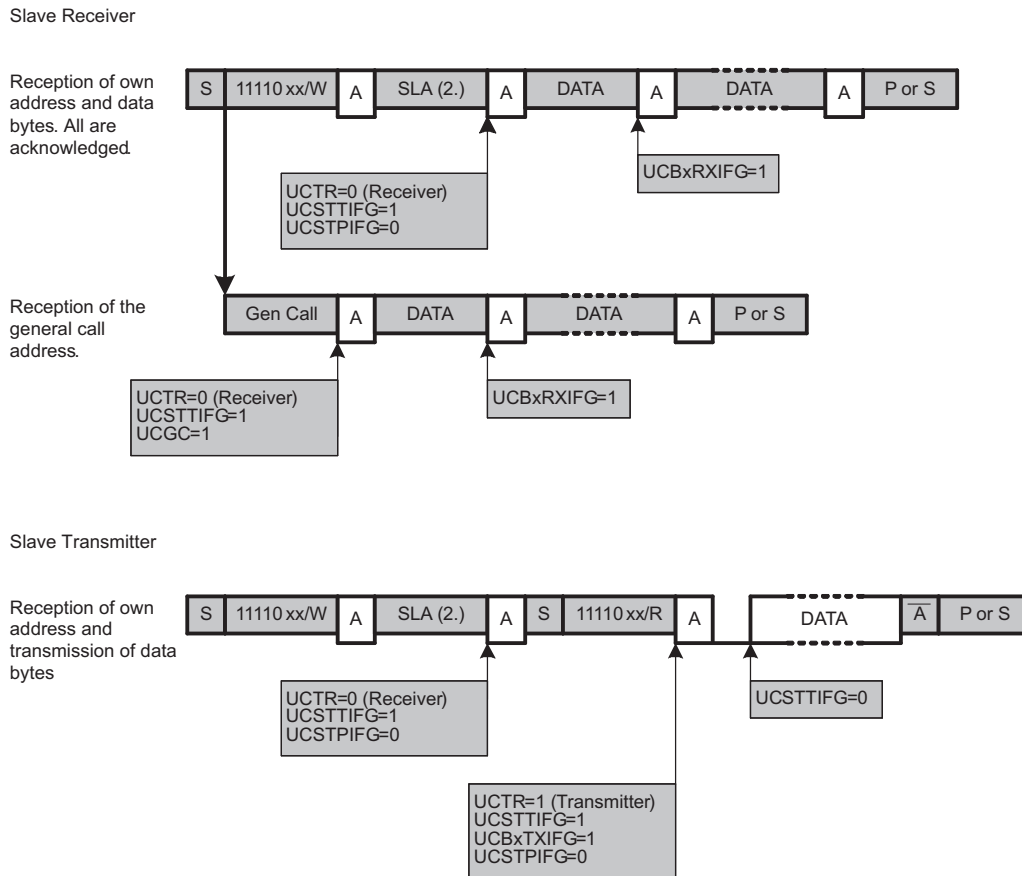 Slave Receiver
Reception of own
address and data
bytes. All are
acknowledged.
S 11110 xx/W A SLA (2.) A DATA A DATA A P or S
UCTR=0 (Receiver)
UCSTTIFG=1
UCSTPIFG=0
UCBxRXIFG=1
Reception of the
general call
address.
Gen Call A DATA A DATA A P or S
UCTR=0 (Receiver)
UCSTTIFG=1
UCGC=1
UCBxRXIFG=1
Slave Transmitter
Reception of own
address and
transmission of data
bytes
S 11110 xx/W A SLA (2.) A S 11110 xx/R A DATA A̅ P or S
UCTR=0 (Receiver)
UCSTTIFG=1
UCSTPIFG=0
UCSTTIFG=0
UCTR=1 (Transmitter)
UCSTTIFG=1
UCBxTXIFG=1
UCSTPIFG=0